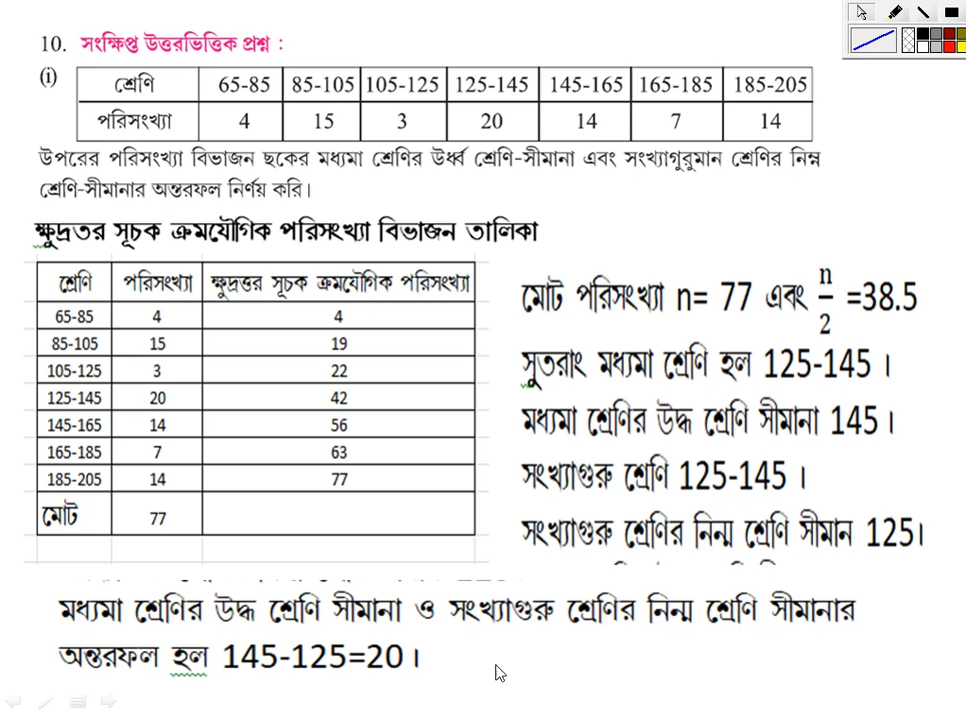 10. সংক্ষিপ্ত উত্তরভিত্তিক প্রশ্ন :
(i) শ্রেণি 65-85 85-105 105-125 125-145 145-165 165-185 185-205
পরিসংখ্যা 4 15 3 20 14 7 14
উপরের পরিসংখ্যা বিভাজন ছকের মধ্যমা শ্রেণির উর্ধ্ব শ্রেণি-সীমানা এবং সংখ্যাগুরুমান শ্রেণির নিম্ন
শ্রেণি-সীমানার অন্তরফল নির্ণয় করি।
ক্ষুদ্রতর সূচক ক্রমযৌগিক পরিসংখ্যা বিভাজন তালিকা
শ্রেণি পরিসংখ্যা ক্ষুদ্রত্তর সূচক ক্রমযৌগিক পরিসংখ্যা
65-85 4 4
85-105 15 19
105-125 3 22
125-145 20 42
145-165 14 56
165-185 7 63
185-205 14 77
মোট 77
মোট পরিসংখ্যা n= 77 এবং n/2 =38.5
সুতরাং মধ্যমা শ্রেণি হল 125-145 ।
মধ্যমা শ্রেণির উদ্ধ শ্রেণি সীমানা 145।
সংখ্যাগুরু শ্রেণি 125-145 ।
সংখ্যাগুরু শ্রেণির নিন্ম শ্রেণি সীমান 125।
মধ্যমা শ্রেণির উদ্ধ শ্রেণি সীমানা ও সংখ্যাগুরু শ্রেণির নিন্ম শ্রেণি সীমানার
অন্তরফল হল 145-125=20।